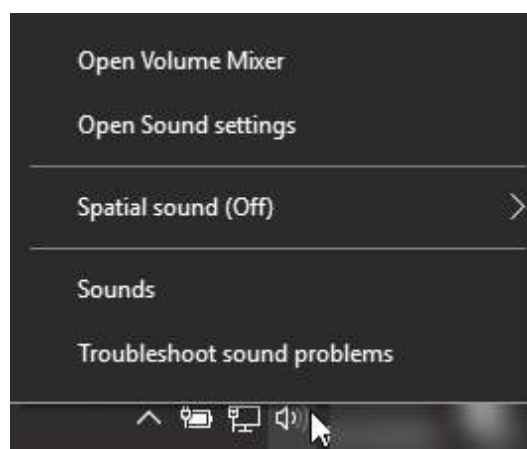 Open Volume Mixer
Open Sound settings
Spatial sound (Off)
Sounds
Troubleshoot sound problems